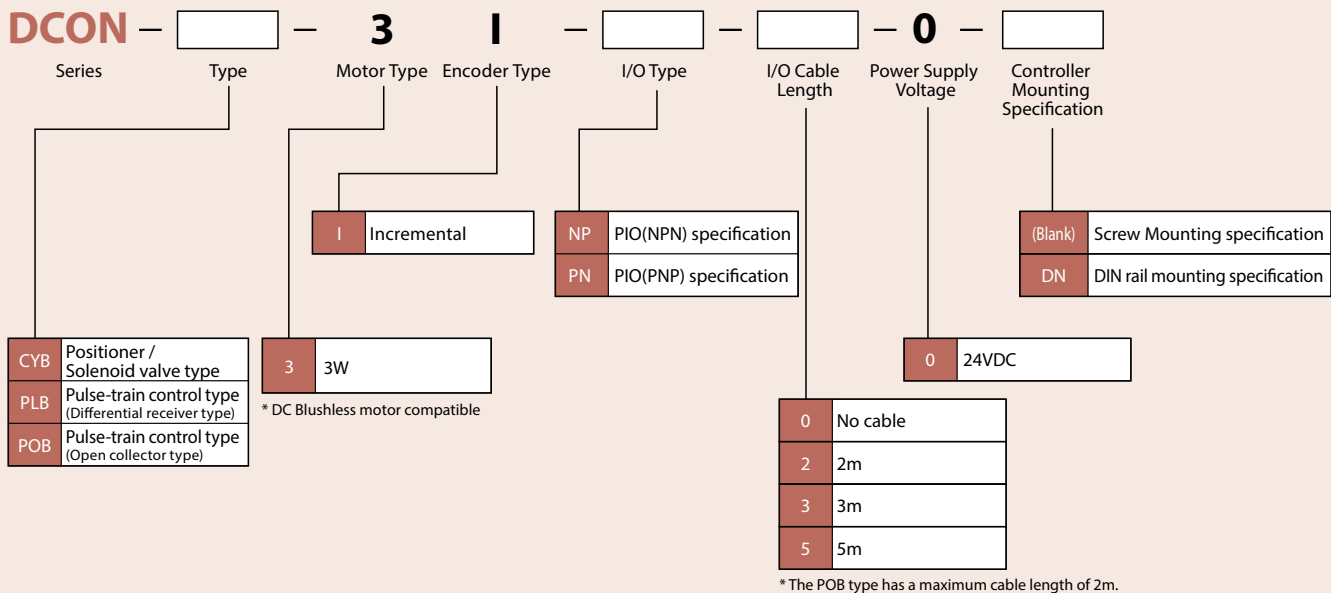 DCON — — 3 I — — — 0 —
Series Type Motor Type Encoder Type I/O Type I/O Cable Length Power Supply Voltage Controller Mounting Specification
I Incremental
NP PIO(NPN) specification
PN PIO(PNP) specification
(Blank) Screw Mounting specification
DN DIN rail mounting specification
CYB Positioner /
Solenoid valve type
PLB Pulse-train control type
(Differential receiver type)
POB Pulse-train control type
(Open collector type)
3 3W
* DC Blushless motor compatible
0 24VDC
0 No cable
2 2m
3 3m
5 5m
* The POB type has a maximum cable length of 2m.